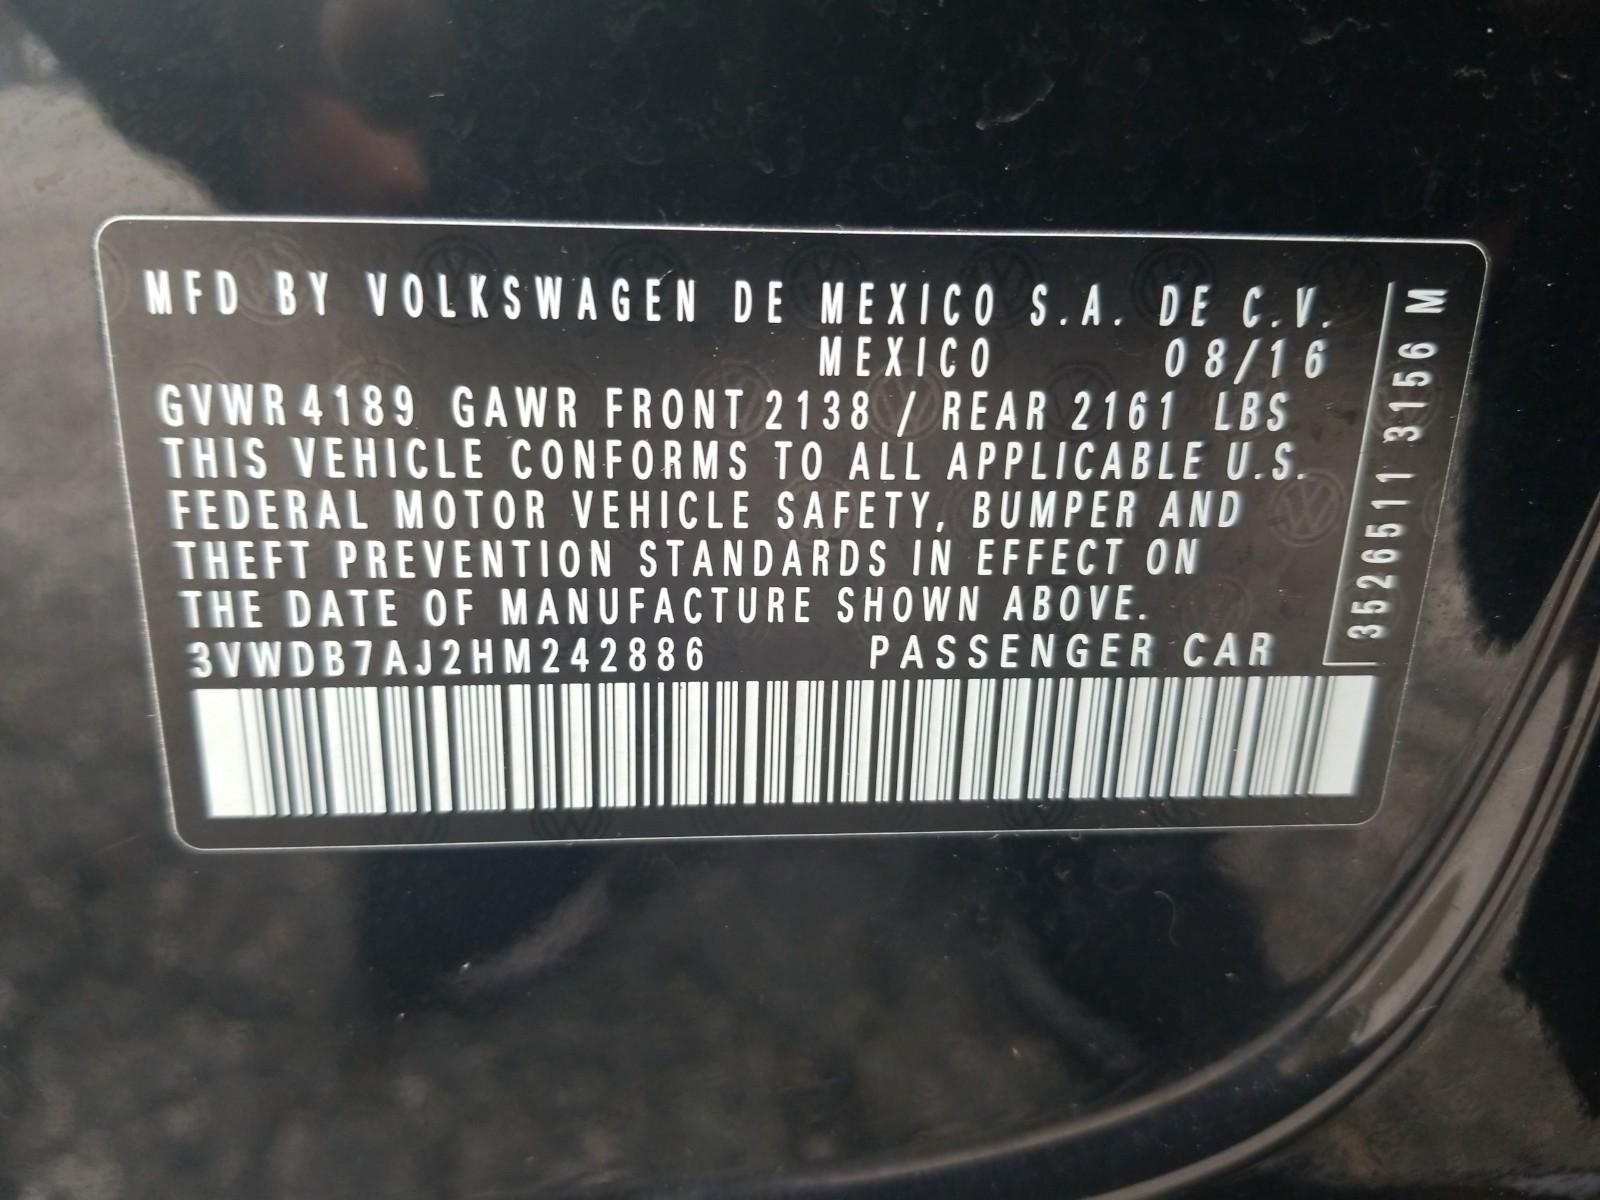 MFD BY VOLKSWAGEN DE MEXICO S.A. DE C.V.
MEXICO 08/16
GVWR 4189 GAWR FRONT 2138 / REAR 2161 LBS
THIS VEHICLE CONFORMS TO ALL APPLICABLE U.S.
FEDERAL MOTOR VEHICLE SAFETY, BUMPER AND
THEFT PREVENTION STANDARDS IN EFFECT ON
THE DATE OF MANUFACTURE SHOWN ABOVE.
3VWDB7AJ2HM242886 PASSENGER CAR
3526511 3156 M